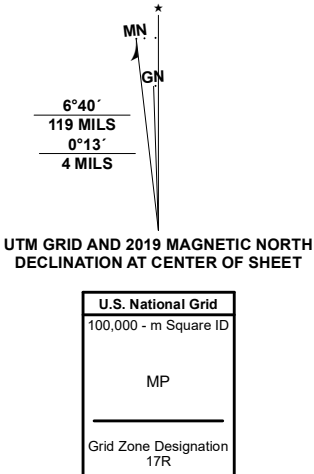 MN
GN
6°40´
119 MILS
0°13´
4 MILS
UTM GRID AND 2019 MAGNETIC NORTH
DECLINATION AT CENTER OF SHEET
U.S. National Grid
100,000 - m Square ID
MP
Grid Zone Designation
17R